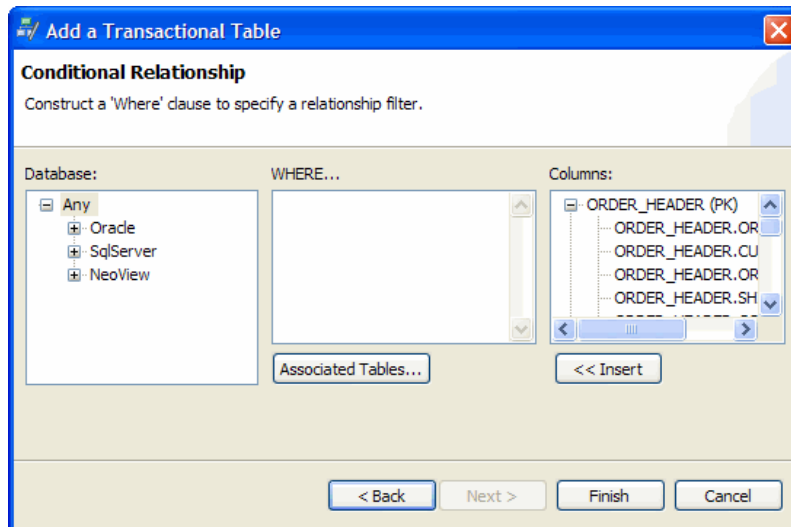 Add a Transactional Table
Conditional Relationship
Construct a 'Where' clause to specify a relationship filter.
Database:
Any
Oracle
SqlServer
NeoView
WHERE...
Associated Tables...
Columns:
ORDER_HEADER (PK)
ORDER_HEADER.OR
ORDER_HEADER.CU
ORDER_HEADER.OR
ORDER_HEADER.SH
<< Insert
< Back
Next >
Finish
Cancel